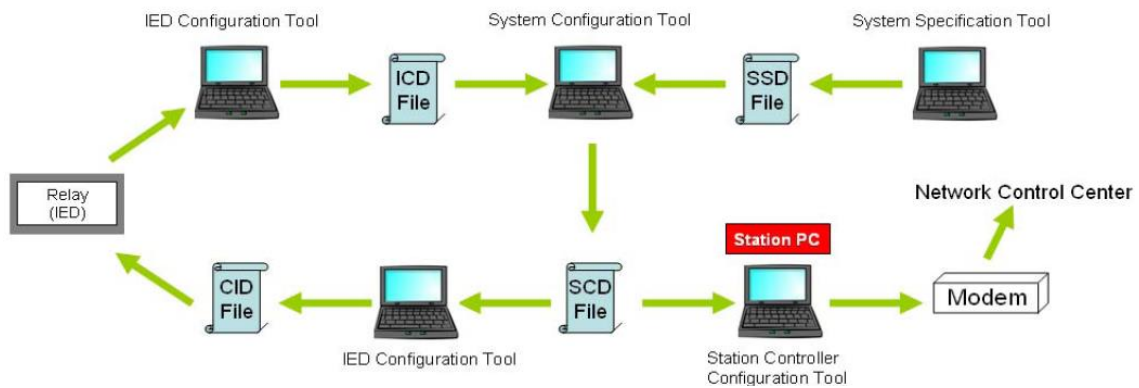 IED Configuration Tool
System Configuration Tool
System Specification Tool
ICD
File
SSD
File
Relay
(IED)
Network Control Center
Station PC
CID
File
SCD
File
Modem
IED Configuration Tool
Station Controller
Configuration Tool